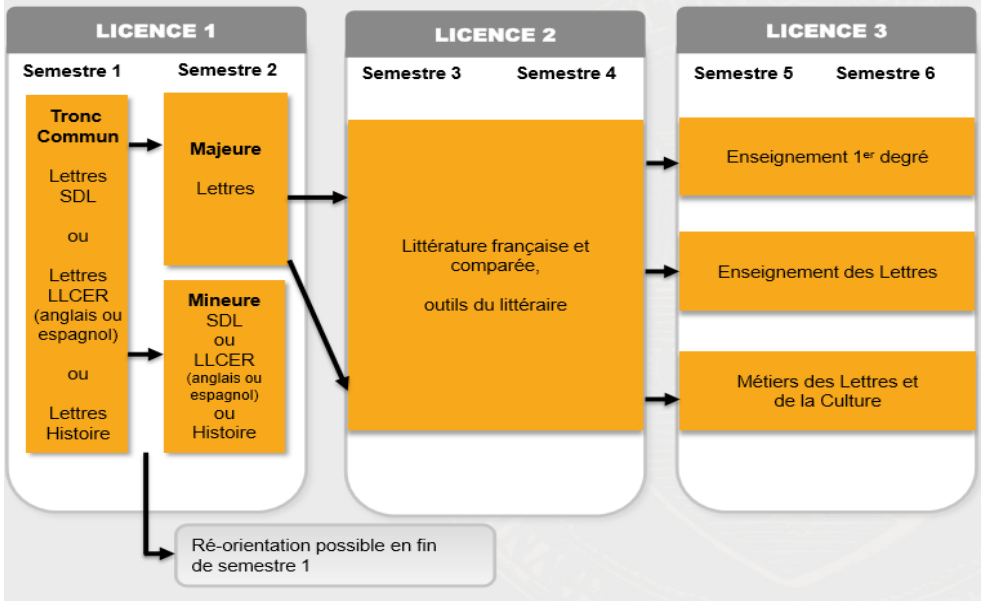 LICENCE 1
Semestre 1
Semestre 2
Tronc
Commun
Lettres
SDL
ou
Lettres
LLCER
(anglais ou
espagnol)
ou
Lettres
Histoire
Majeure
Lettres
Mineure
SDL
ou
LLCER
(anglais ou
espagnol)
ou
Histoire
Ré-orientation possible en fin
de semestre 1
LICENCE 2
Semestre 3
Semestre 4
Littérature française et
comparée,
outils du littéraire
LICENCE 3
Semestre 5
Semestre 6
Enseignement 1er degré
Enseignement des Lettres
Métiers des Lettres et
de la Culture